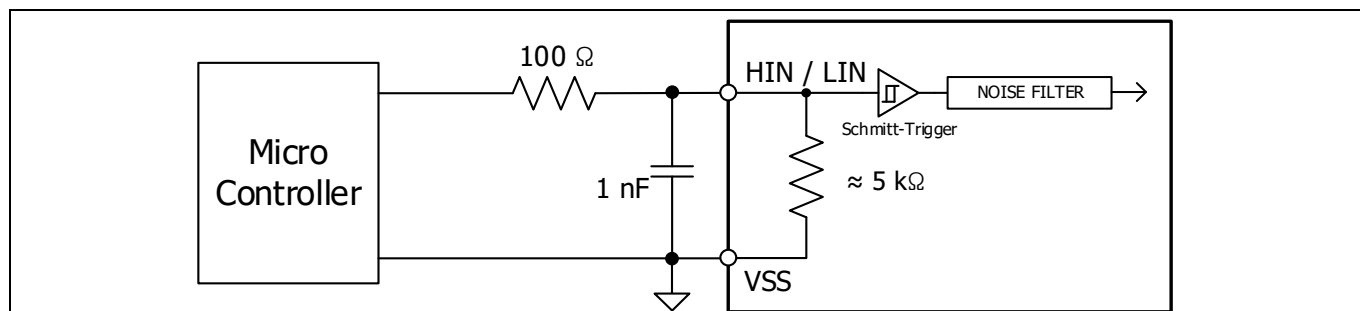 100 Ω
HIN / LIN
NOISE FILTER
Schmitt-Trigger
Micro
Controller
1 nF
≈ 5 kΩ
VSS